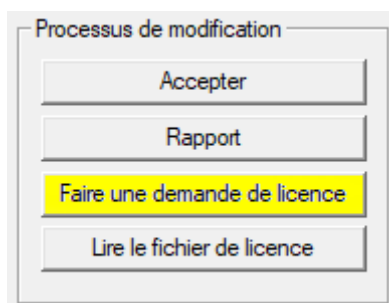 Processus de modification
Accepter
Rapport
Faire une demande de licence
Lire le fichier de licence